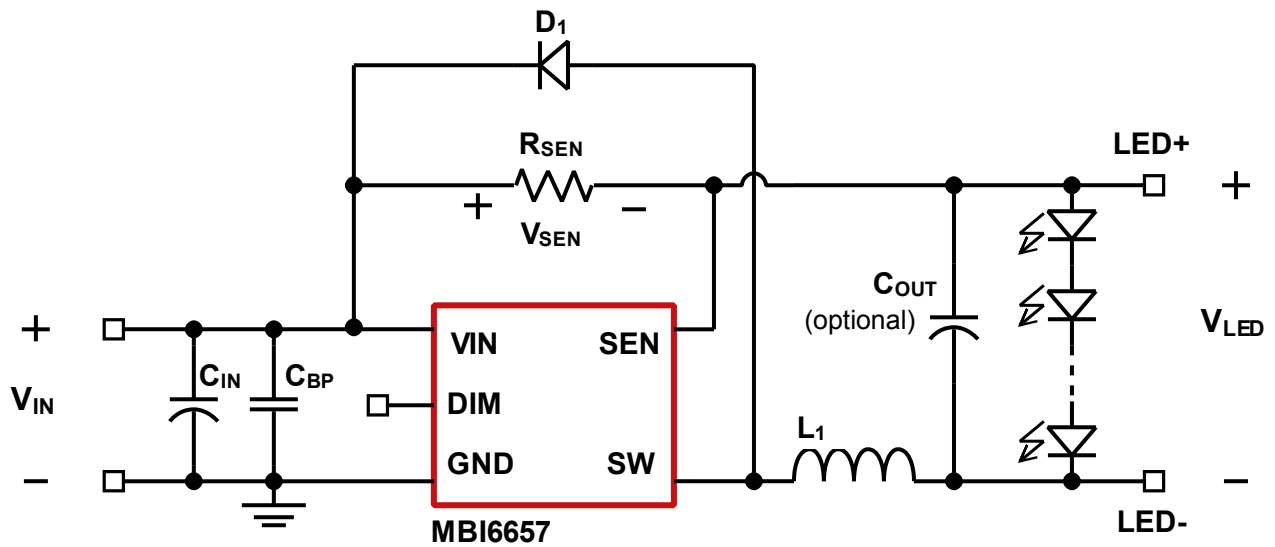 D1
RSEN
+ −
VSEN
LED+
+
COUT
(optional)
VLED
+
VIN
−
CIN
CBP
VIN
SEN
DIM
GND
SW
L1
−
LED-
MBI6657